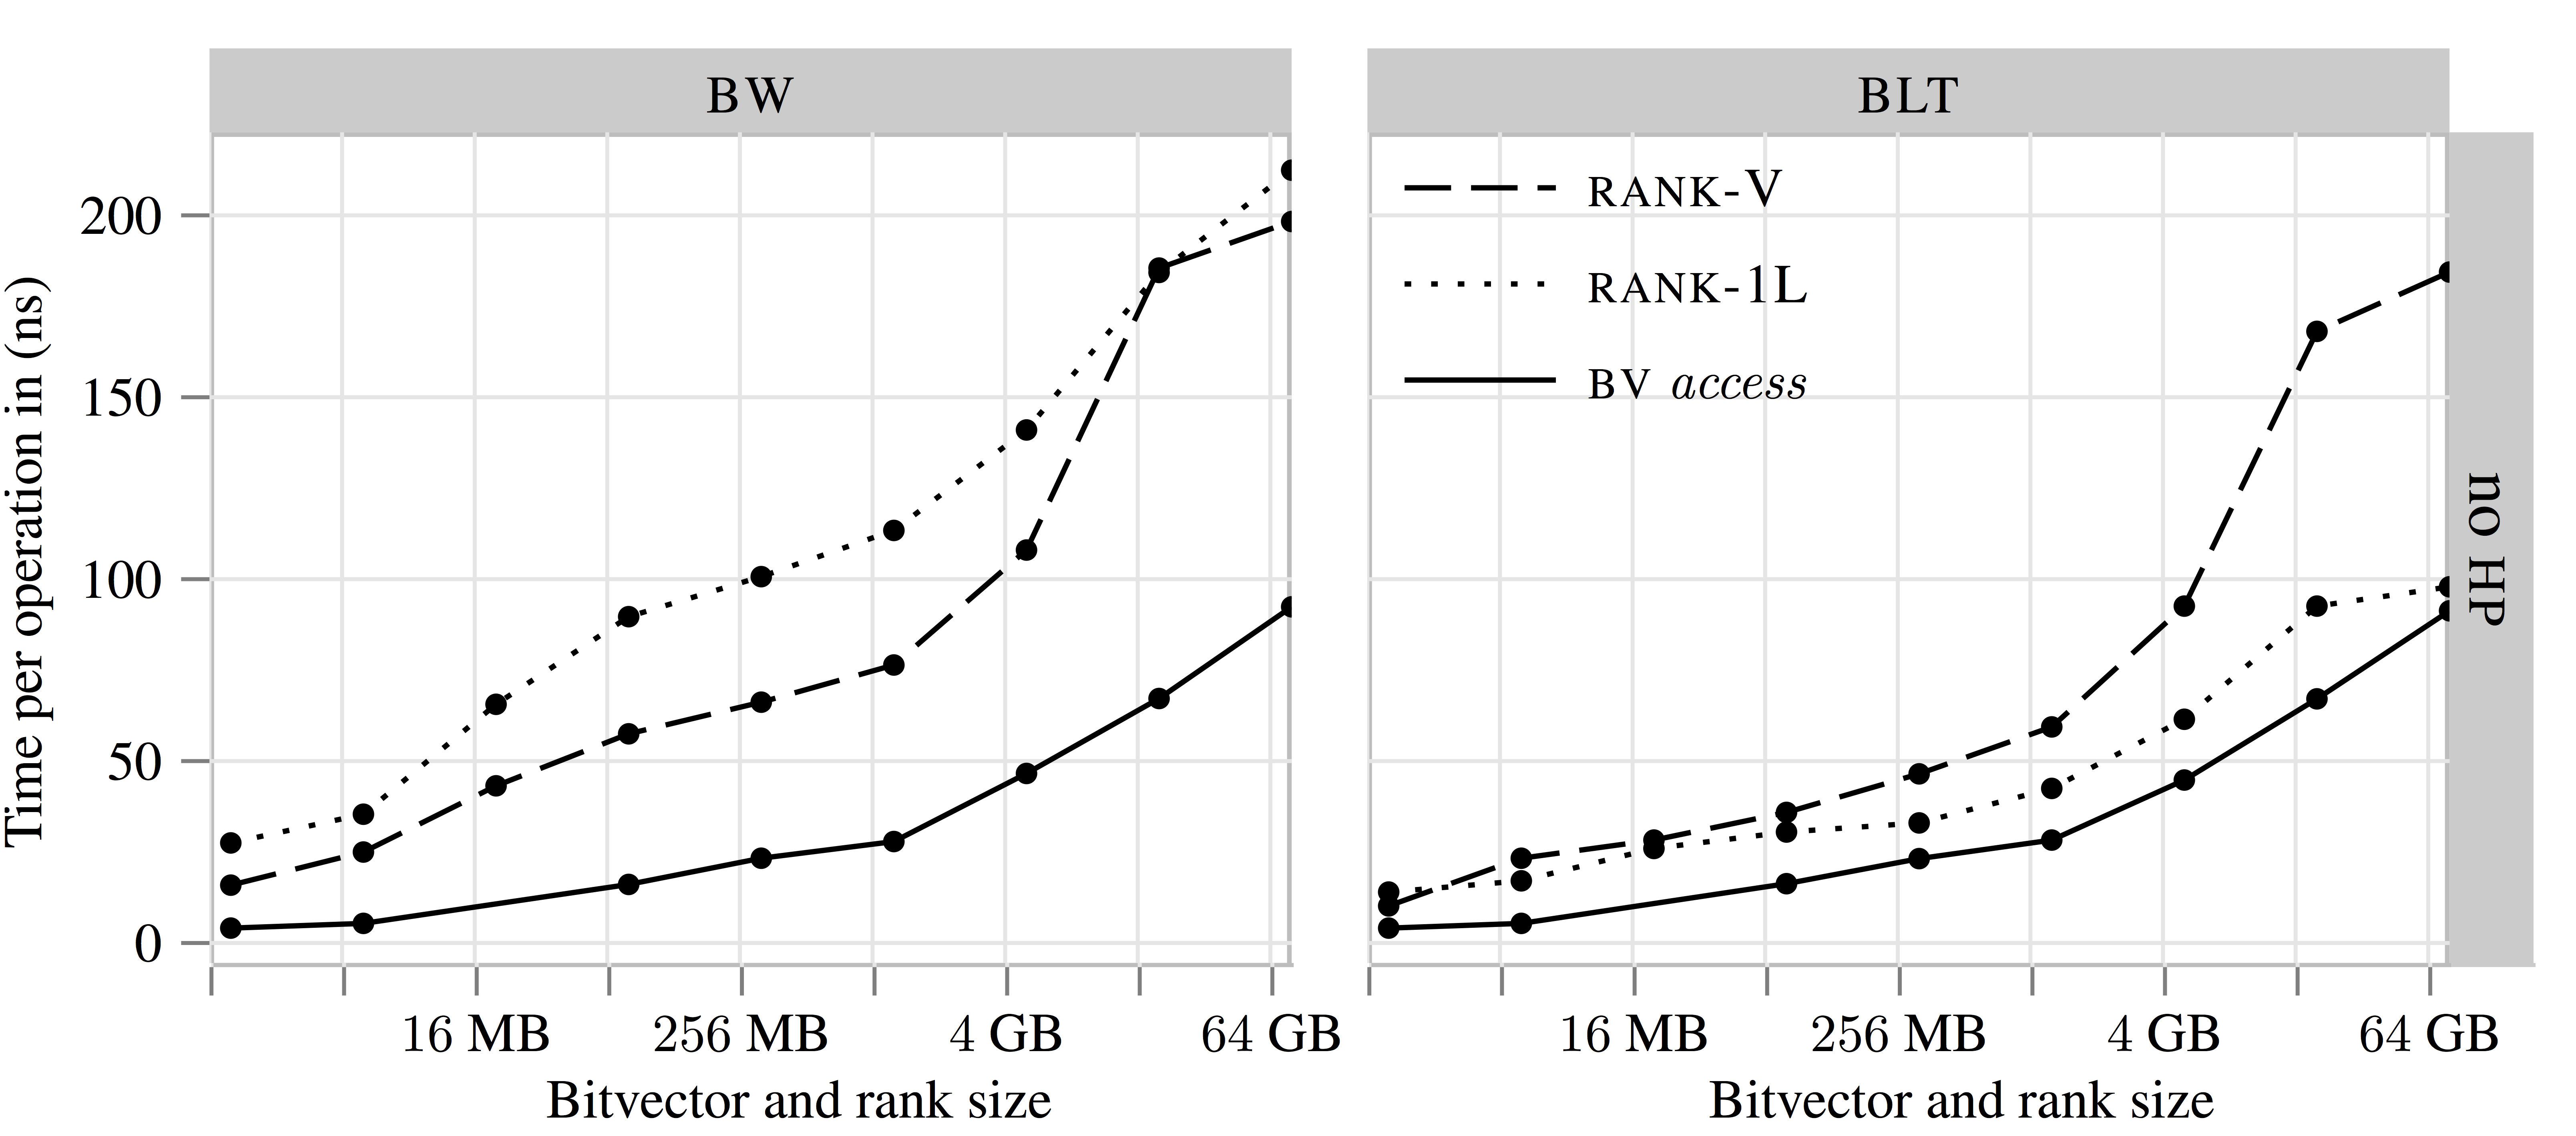 BW
BLT
200
150
100
50
0
Time per operation in (ns)
RANK-V
RANK-1L
BV access
no HP
16 MB 256 MB 4 GB 64 GB
16 MB 256 MB 4 GB 64 GB
Bitvector and rank size
Bitvector and rank size